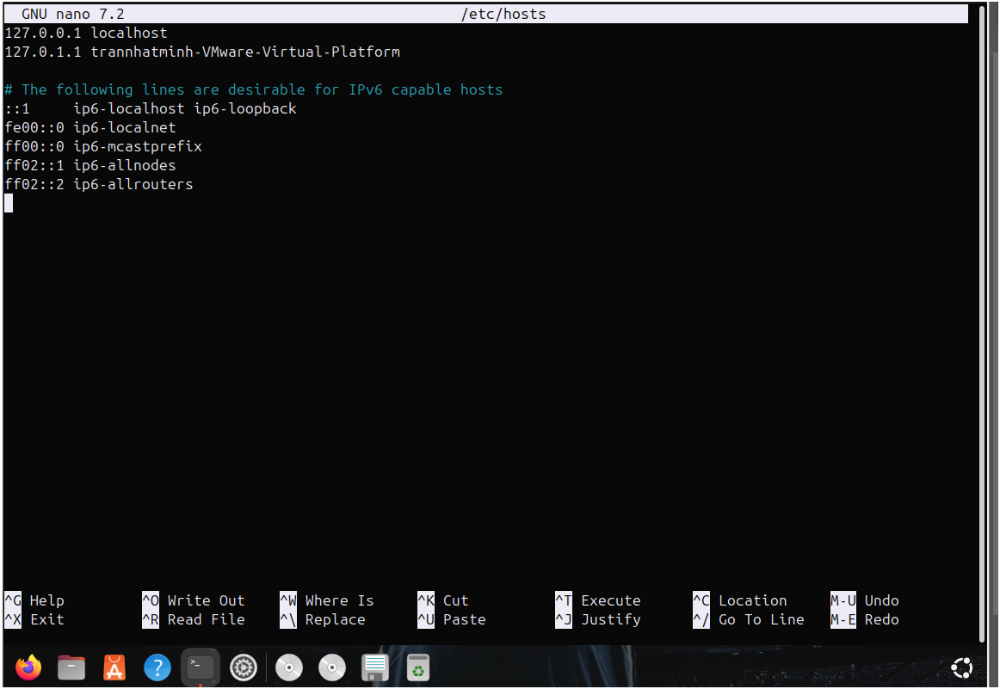 GNU nano 7.2 /etc/hosts
127.0.0.1 localhost
127.0.1.1 trannhatminh-VMware-Virtual-Platform
# The following lines are desirable for IPv6 capable hosts
::1     ip6-localhost ip6-loopback
fe00::0 ip6-localnet
ff00::0 ip6-mcastprefix
ff02::1 ip6-allnodes
ff02::2 ip6-allrouters
^G Help ^O Write Out ^W Where Is ^K Cut ^T Execute ^C Location M-U Undo
^X Exit ^R Read File ^\ Replace ^U Paste ^J Justify ^/ Go To Line M-E Redo